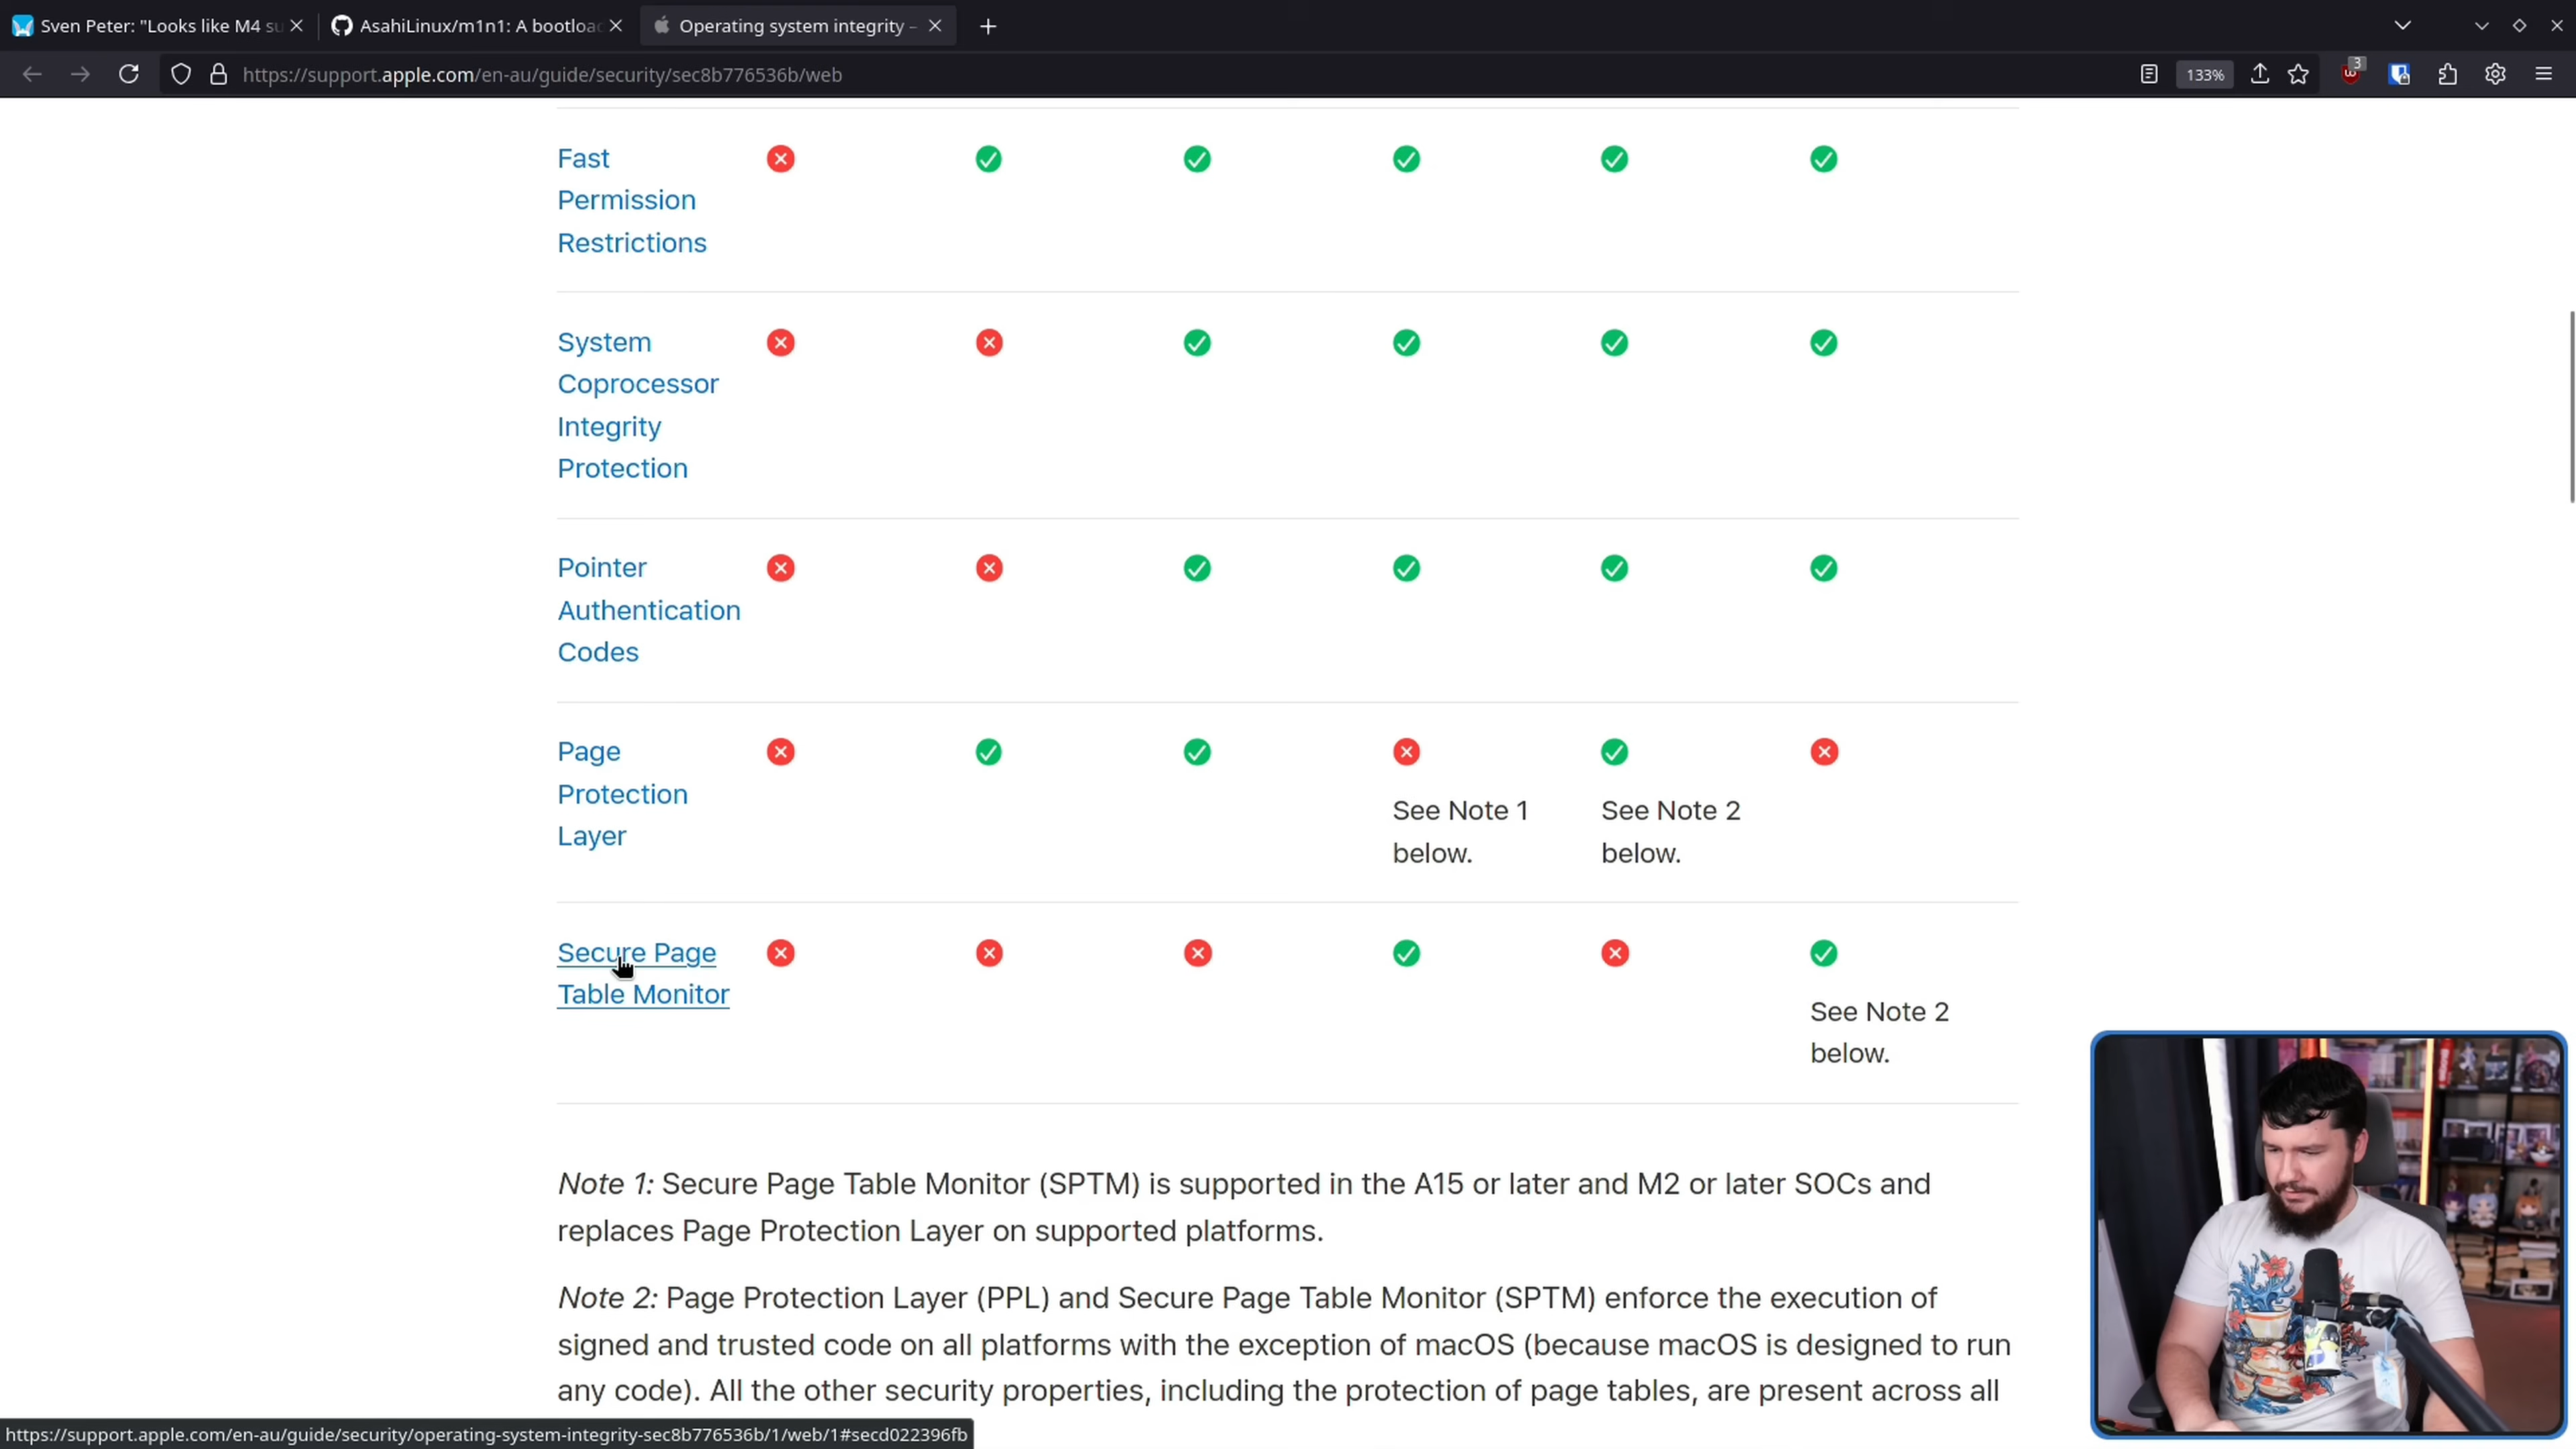 Sven Peter: "Looks like M4 su
AsahiLinux/m1n1: A bootloa
Operating system integrity –
https://support.apple.com/en-au/guide/security/sec8b776536b/web
133%
3
Fast
Permission
Restrictions
System
Coprocessor
Integrity
Protection
Pointer
Authentication
Codes
Page
Protection
Layer
See Note 1
below.
See Note 2
below.
Secure Page
Table Monitor
See Note 2
below.
Note 1: Secure Page Table Monitor (SPTM) is supported in the A15 or later and M2 or later SOCs and
replaces Page Protection Layer on supported platforms.
Note 2: Page Protection Layer (PPL) and Secure Page Table Monitor (SPTM) enforce the execution of
signed and trusted code on all platforms with the exception of macOS (because macOS is designed to run
any code). All the other security properties, including the protection of page tables, are present across all
https://support.apple.com/en-au/guide/security/operating-system-integrity-sec8b776536b/1/web/1#secd022396fb